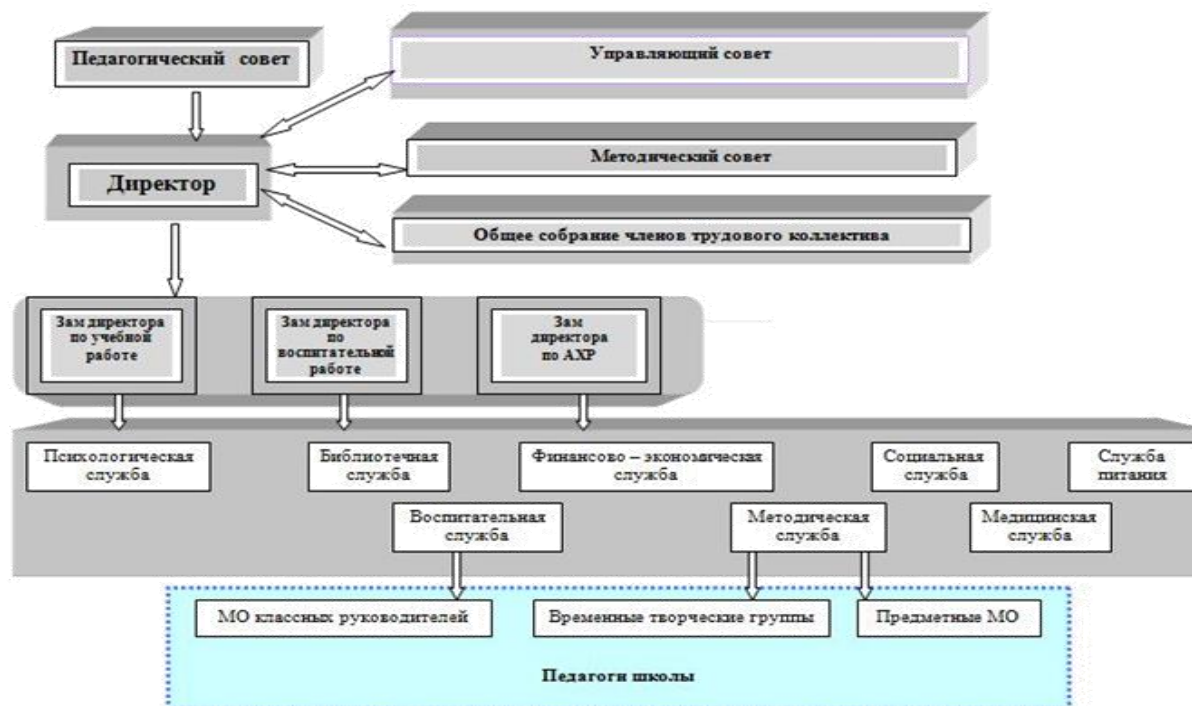 Педагогический совет
Управляющий совет
Методический совет
Директор
Общее собрание членов трудового коллектива
Зам директора
по учебной
работе
Зам директора
по
воспитательной
работе
Зам
директора
по АХР
Психологическая
служба
Библиотечная
служба
Финансово – экономическая
служба
Социальная
служба
Служба
питания
Воспитательная
служба
Методическая
служба
Медицинская
служба
МО классных руководителей
Временные творческие группы
Предметные МО
Педагоги школы